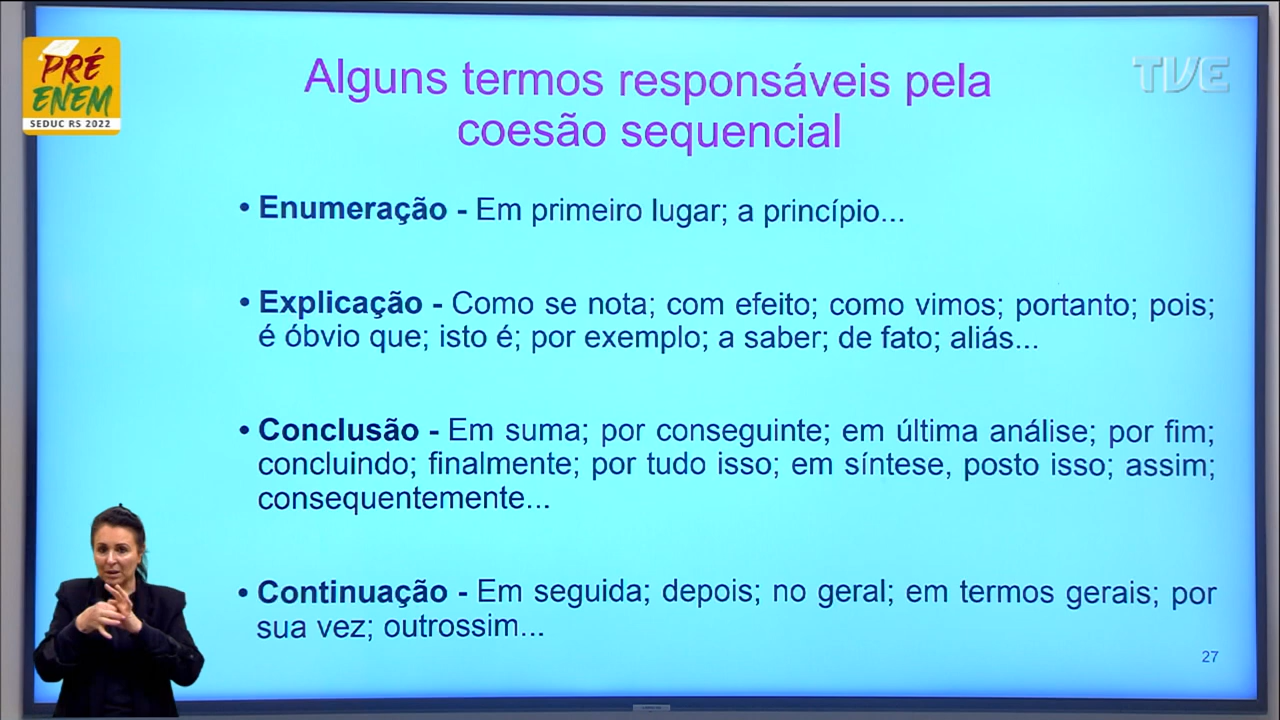 PRÉ
ENEM
SEDUC RS 2022
TVE
Alguns termos responsáveis pela
coesão sequencial
• Enumeração - Em primeiro lugar; a princípio...
• Explicação - Como se nota; com efeito; como vimos; portanto; pois;
é óbvio que; isto é; por exemplo; a saber; de fato; aliás...
• Conclusão - Em suma; por conseguinte; em última análise; por fim;
concluindo; finalmente; por tudo isso; em síntese, posto isso; assim;
consequentemente...
• Continuação - Em seguida; depois; no geral; em termos gerais; por
sua vez; outrossim...
27